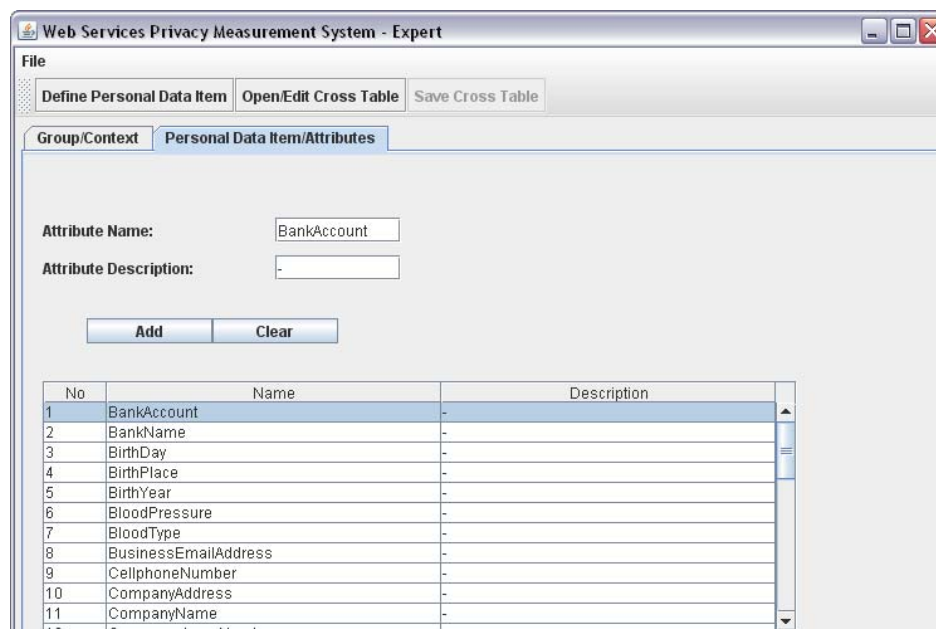 Web Services Privacy Measurement System - Expert
File
Define Personal Data Item Open/Edit Cross Table Save Cross Table
Group/Context Personal Data Item/Attributes
Attribute Name: BankAccount
Attribute Description: -
Add Clear
No Name Description
1 BankAccount -
2 BankName -
3 BirthDay -
4 BirthPlace -
5 BirthYear -
6 BloodPressure -
7 BloodType -
8 BusinessEmailAddress -
9 CellphoneNumber -
10 CompanyAddress -
11 CompanyName -